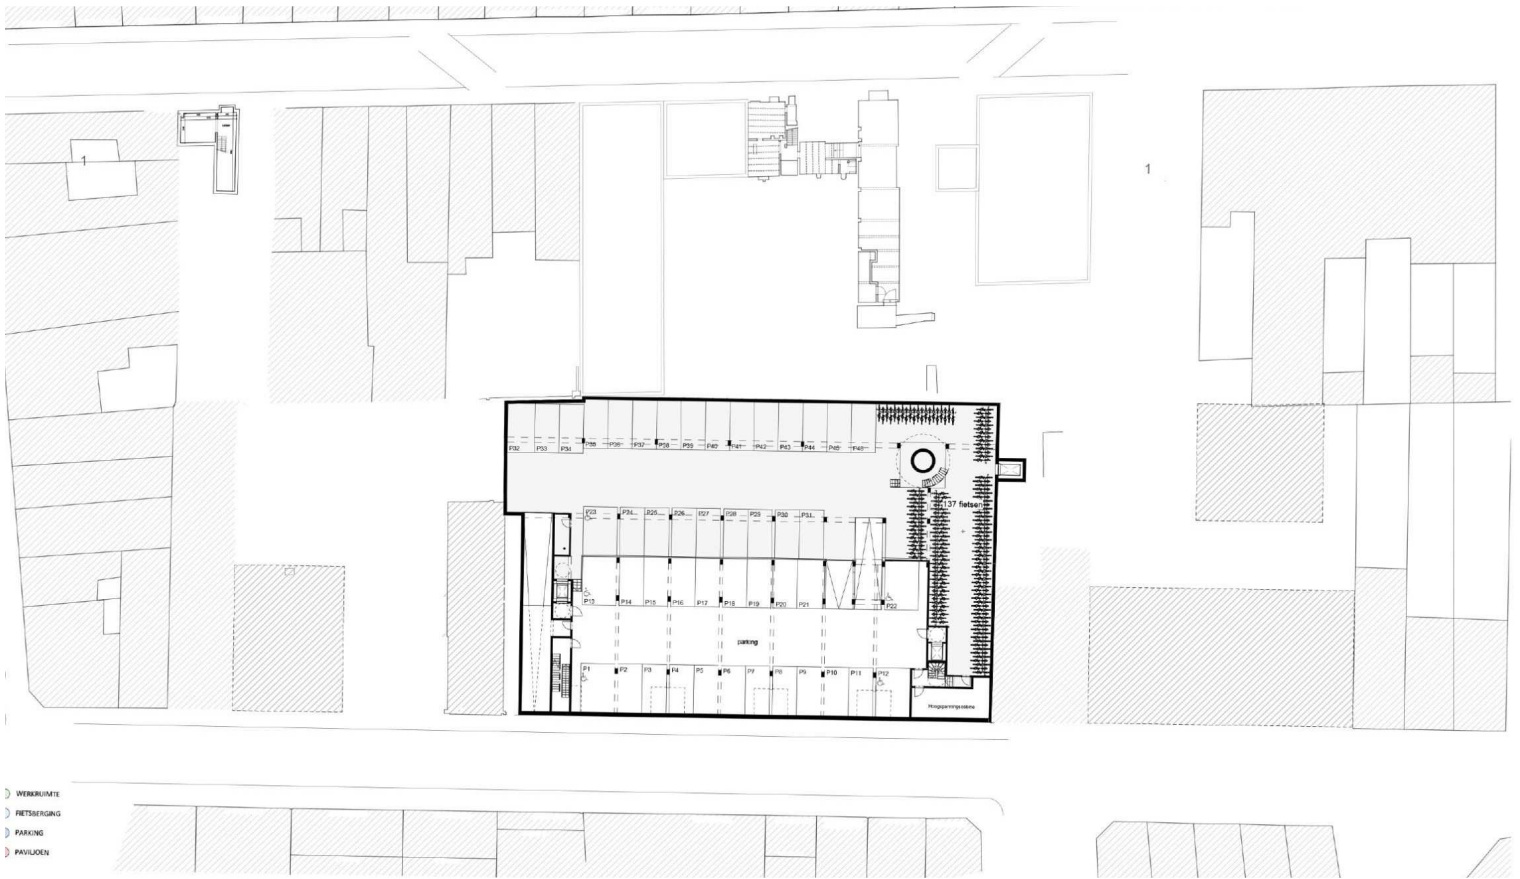 1
1
P32 P33 P34 P35 P36 P37 P38 P39 P40 P41 P42 P43 P44 P45 P46
137 fietsen
P23 P24 P25 P26 P27 P28 P29 P30 P31
P13 P14 P15 P16 P17 P18 P19 P20 P21 P22
parking
P1 P2 P3 P4 P5 P6 P7 P8 P9 P10 P11 P12
Hoogspanningscabine
WERKRUIMTE
FIETSBERGING
PARKING
PAVILJOEN